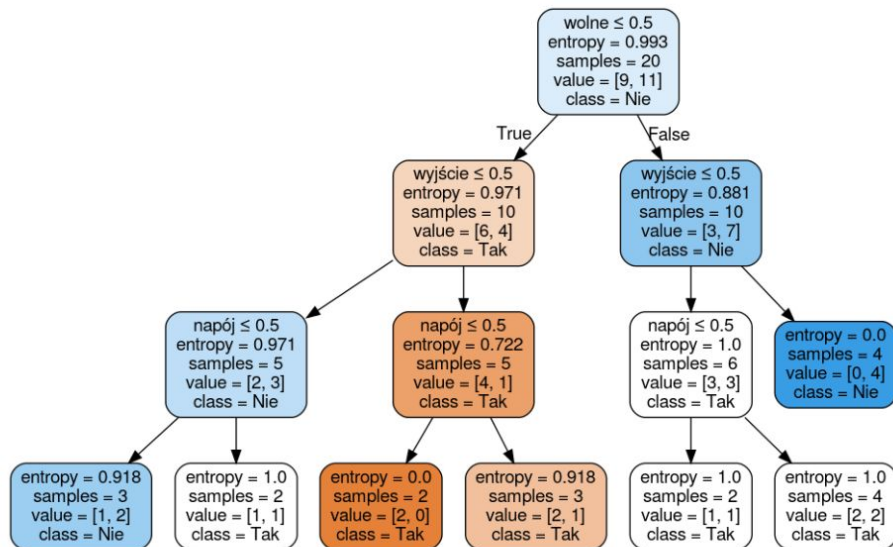 wolne ≤ 0.5
entropy = 0.993
samples = 20
value = [9, 11]
class = Nie
True
False
wyjście ≤ 0.5
entropy = 0.971
samples = 10
value = [6, 4]
class = Tak
wyjście ≤ 0.5
entropy = 0.881
samples = 10
value = [3, 7]
class = Nie
napój ≤ 0.5
entropy = 0.971
samples = 5
value = [2, 3]
class = Nie
napój ≤ 0.5
entropy = 0.722
samples = 5
value = [4, 1]
class = Tak
napój ≤ 0.5
entropy = 1.0
samples = 6
value = [3, 3]
class = Tak
entropy = 0.0
samples = 4
value = [0, 4]
class = Nie
entropy = 0.918
samples = 3
value = [1, 2]
class = Nie
entropy = 1.0
samples = 2
value = [1, 1]
class = Tak
entropy = 0.0
samples = 2
value = [2, 0]
class = Tak
entropy = 0.918
samples = 3
value = [2, 1]
class = Tak
entropy = 1.0
samples = 2
value = [1, 1]
class = Tak
entropy = 1.0
samples = 4
value = [2, 2]
class = Tak